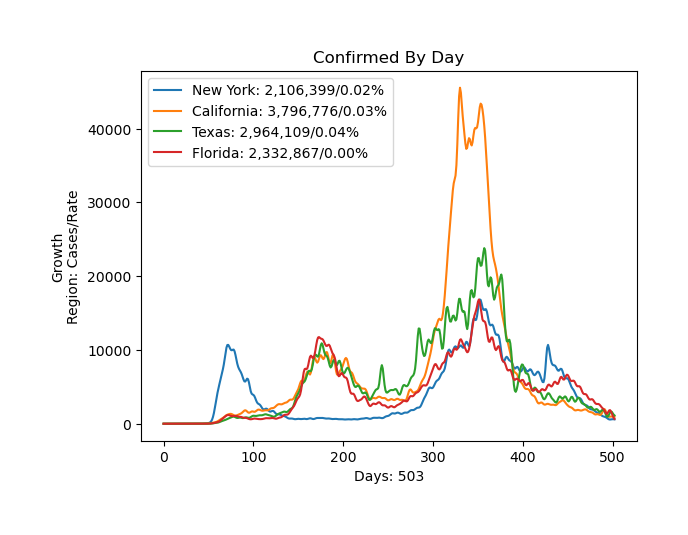 Confirmed By Day
New York: 2,106,399/0.02%
California: 3,796,776/0.03%
Texas: 2,964,109/0.04%
Florida: 2,332,867/0.00%
Growth
Region: Cases/Rate
40000
30000
20000
10000
0
0 100 200 300 400 500
Days: 503